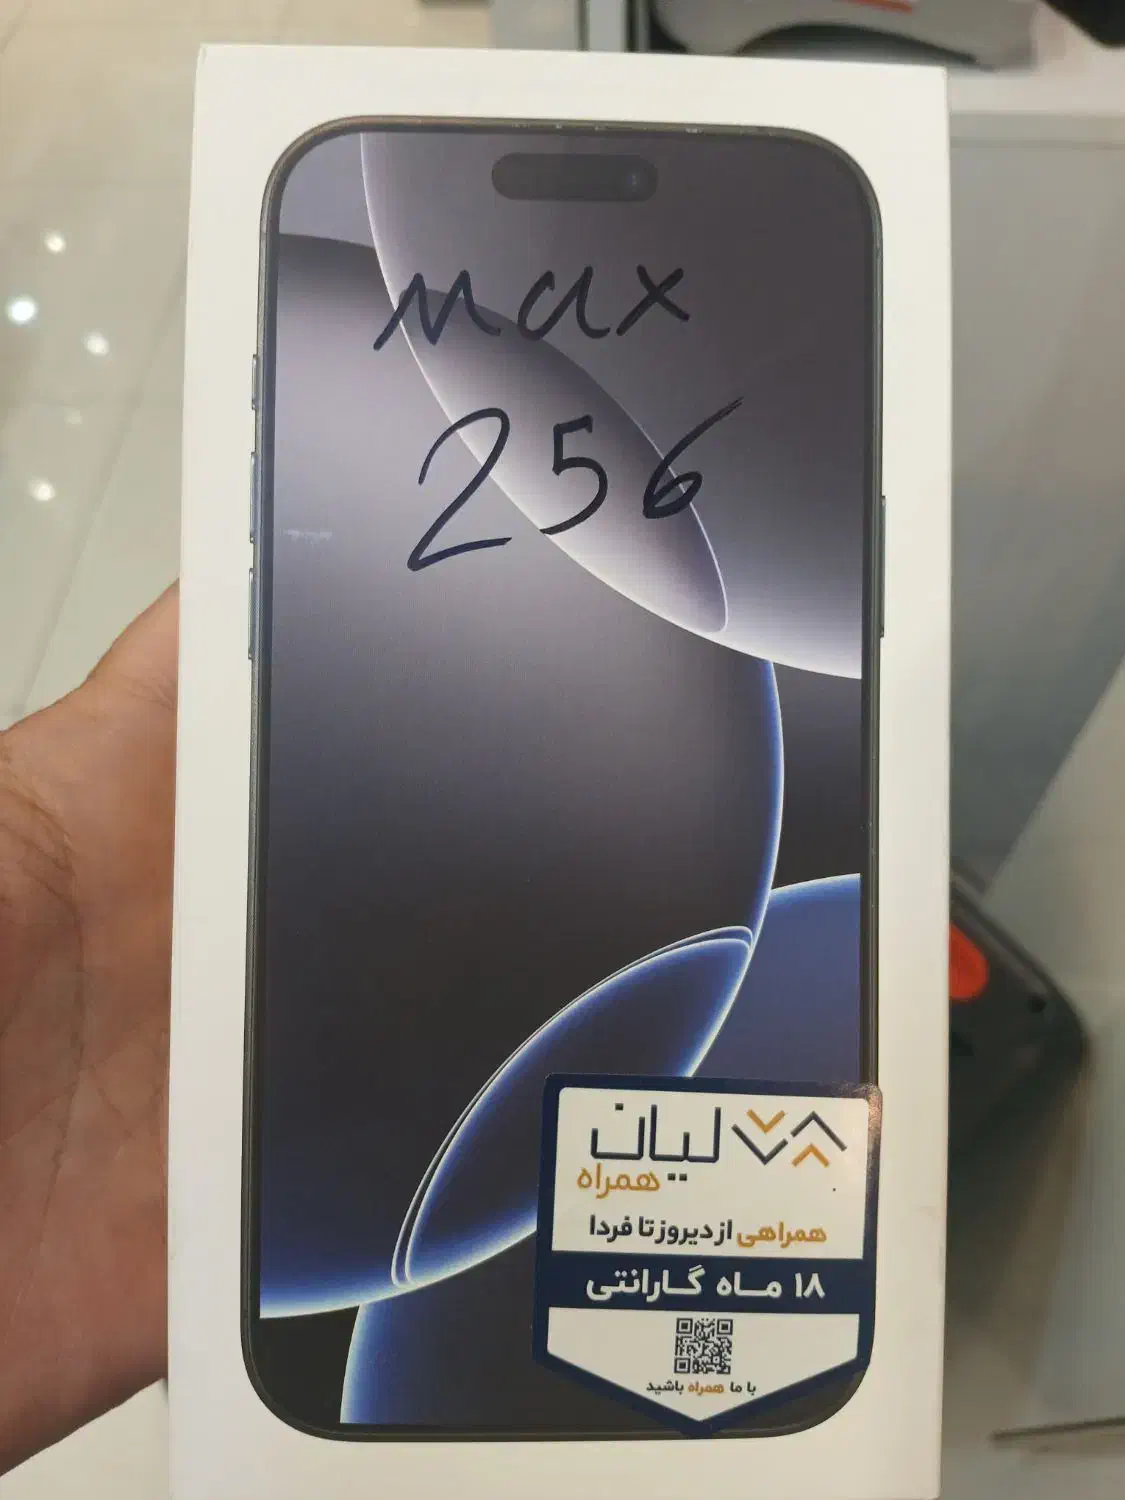 max
256
لیان
همراه
همراهی از دیروز تا فردا
۱۸ ماه گارانتی
با ما همراه باشید